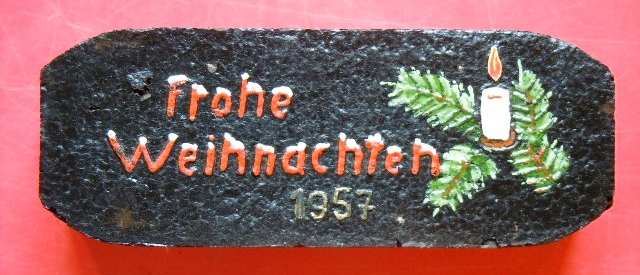 Frohe
Weihnachten
1957